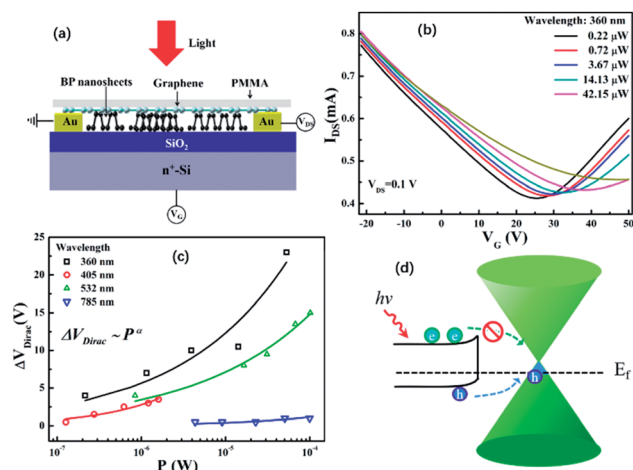 (a)
Light
BP nanosheets
Graphene
PMMA
Au
Au
V_DS
SiO₂
n⁺-Si
V_G
(b)
Wavelength: 360 nm
0.22 μW
0.72 μW
3.67 μW
14.13 μW
42.15 μW
I_DS(mA)
0.8
0.7
0.6
0.5
0.4
V_DS=0.1 V
-20 -10 0 10 20 30 40 50
V_G (V)
(c)
Wavelength
360 nm
405 nm
532 nm
785 nm
ΔV_Dirac ~ P^α
ΔV_Dirac(V)
25
20
15
10
5
0
10⁻⁷ 10⁻⁶ 10⁻⁵ 10⁻⁴
P (W)
(d)
hν
e e
h
h
E_f